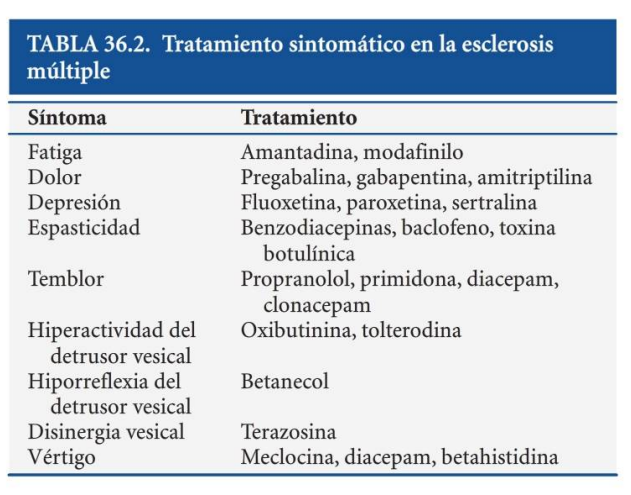 TABLA 36.2. Tratamiento sintomático en la esclerosis
múltiple
Síntoma Tratamiento
Fatiga Amantadina, modafinilo
Dolor Pregabalina, gabapentina, amitriptilina
Depresión Fluoxetina, paroxetina, sertralina
Espasticidad Benzodiacepinas, baclofeno, toxina
botulínica
Temblor Propranolol, primidona, diacepam,
clonacepam
Hiperactividad del Oxibutinina, tolterodina
detrusor vesical
Hiporreflexia del Betanecol
detrusor vesical
Disinergia vesical Terazosina
Vértigo Meclocina, diacepam, betahistidina